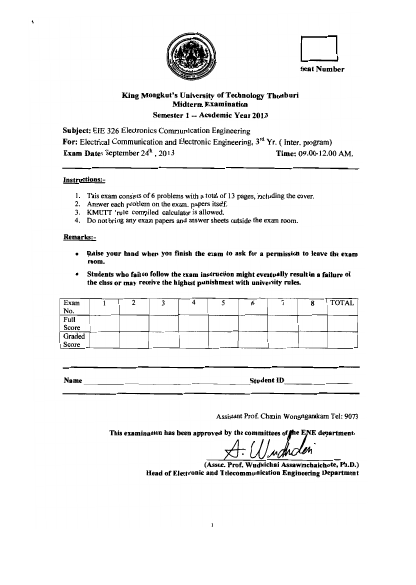 Seat Number
King Mongkut's University of Technology Thonburi
Midterm Examination
Semester 1 -- Academic Year 2013
Subject: EIE 326 Electronics Communication Engineering
For: Electrical Communication and Electronic Engineering, 3rd Yr. ( Inter. program)
Exam Date: September 24th , 2013 Time: 09.00-12.00 AM.
Instructions:-
1. This exam consists of 6 problems with a total of 13 pages, including the cover.
2. Answer each problem on the exam. papers itself.
3. KMUTT 'rule compiled calculator is allowed.
4. Do not bring any exam papers and answer sheets outside the exam room.
Remarks:-
• Raise your hand when you finish the exam to ask for a permission to leave the exam
room.
• Students who fail to follow the exam instruction might eventually result in a failure of
the class or may receive the highest punishment with university rules.
Exam No. 1 2 3 4 5 6 7 8 TOTAL
Full Score
Graded Score
Name Student ID
Assistant Prof. Chanin Wongngamkam Tel: 9073
This examination has been approved by the committees of the ENE department.
(Assoc. Prof. Wudhichai Assawinchaichote, Ph.D.)
Head of Electronic and Telecommunication Engineering Department
1